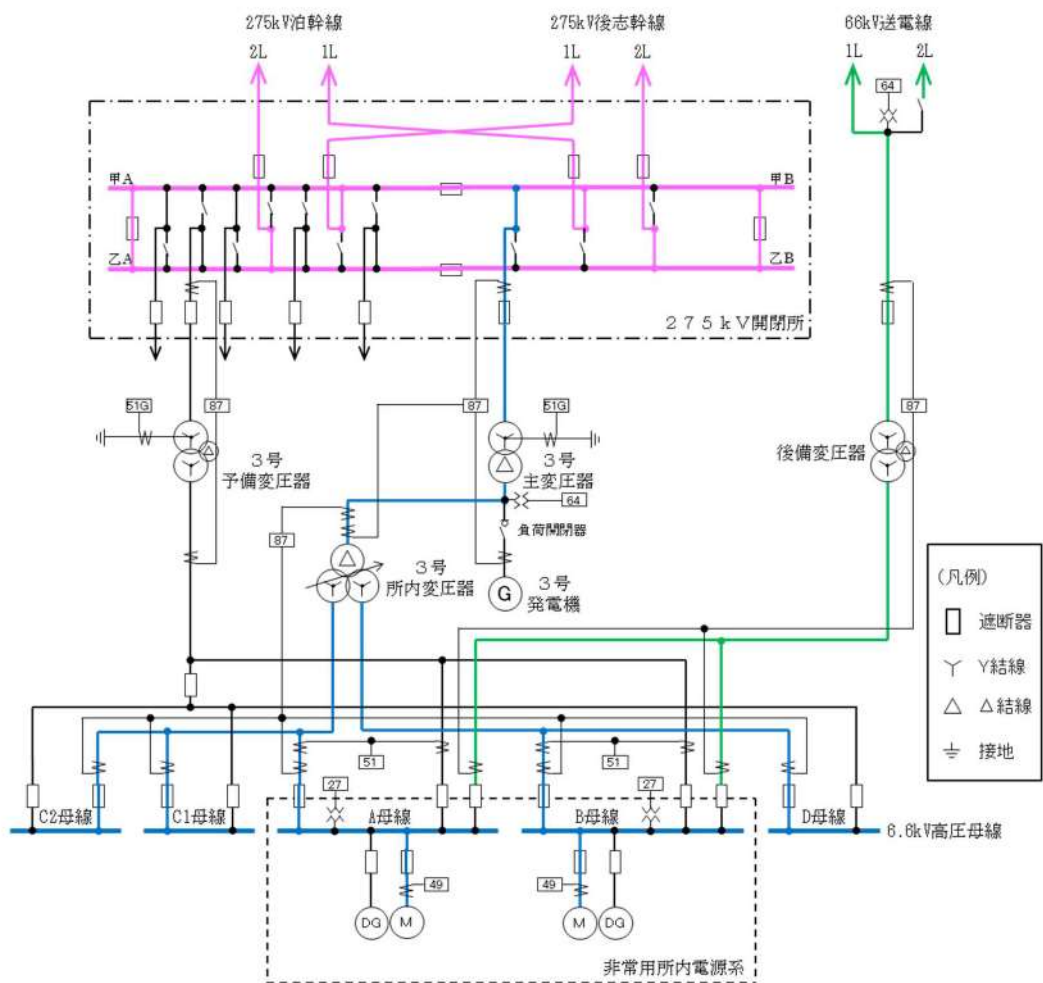 275kV泊幹線
275kV後志幹線
66kV送電線
2L
1L
1L
2L
1L
2L
64
甲A
甲B
乙A
乙B
275kV開閉所
51G
87
87
51G
87
3号
予備変圧器
3号
主変圧器
後備変圧器
64
負荷開閉器
87
3号
所内変圧器
G
3号
発電機
(凡例)
遮断器
Y結線
△結線
接地
51
51
27
27
C2母線
C1母線
A母線
B母線
D母線
6.6kV高圧母線
49
49
DG
M
M
DG
非常用所内電源系